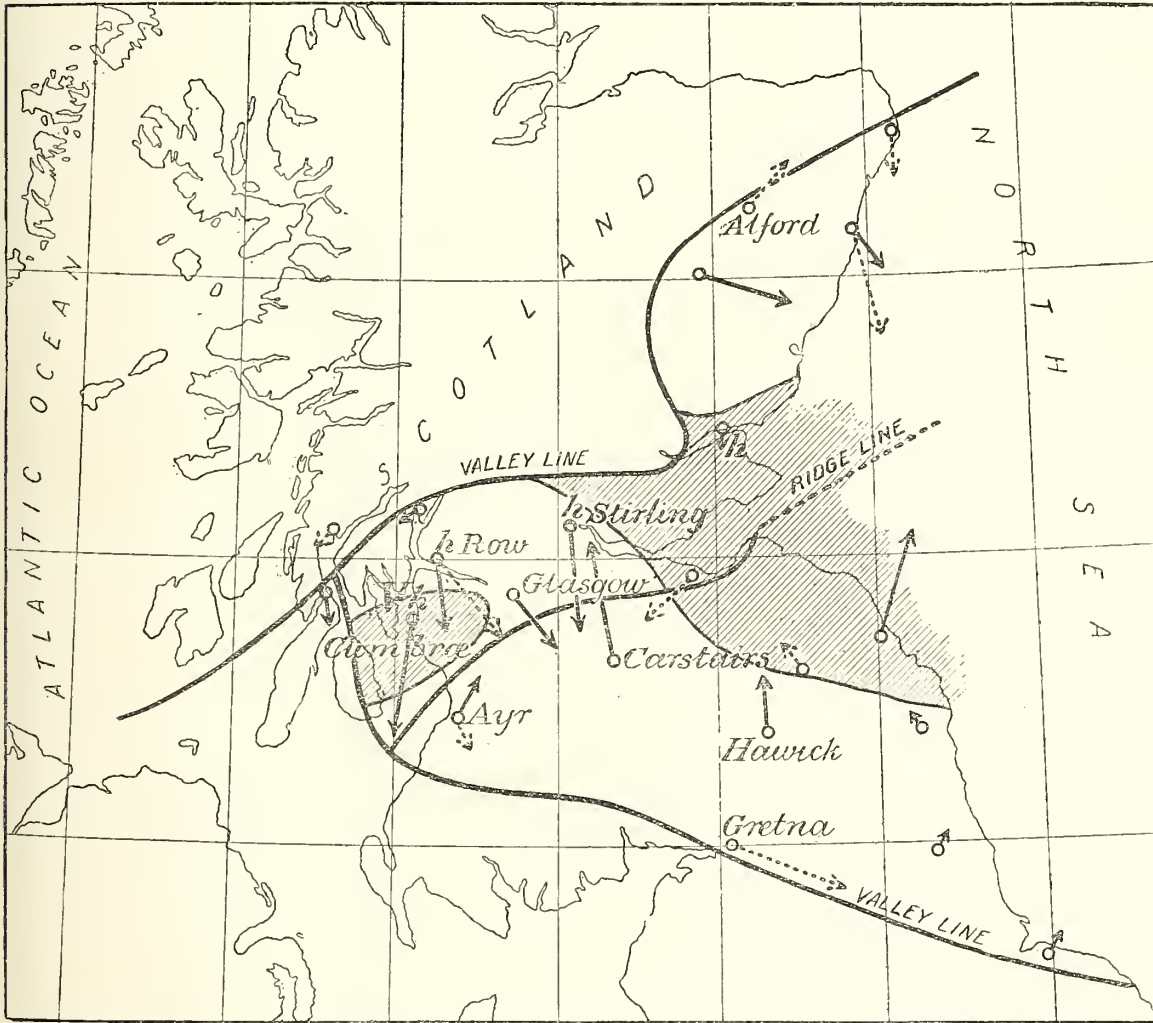 NORTH SEA
SCOTLAND
ATLANTIC OCEAN
Alford
RIDGE LINE
VALLEY LINE
h
h Stirling
h Row
Glasgow
Cumbrae
Carstairs
Ayr
Hawick
Gretna
VALLEY LINE